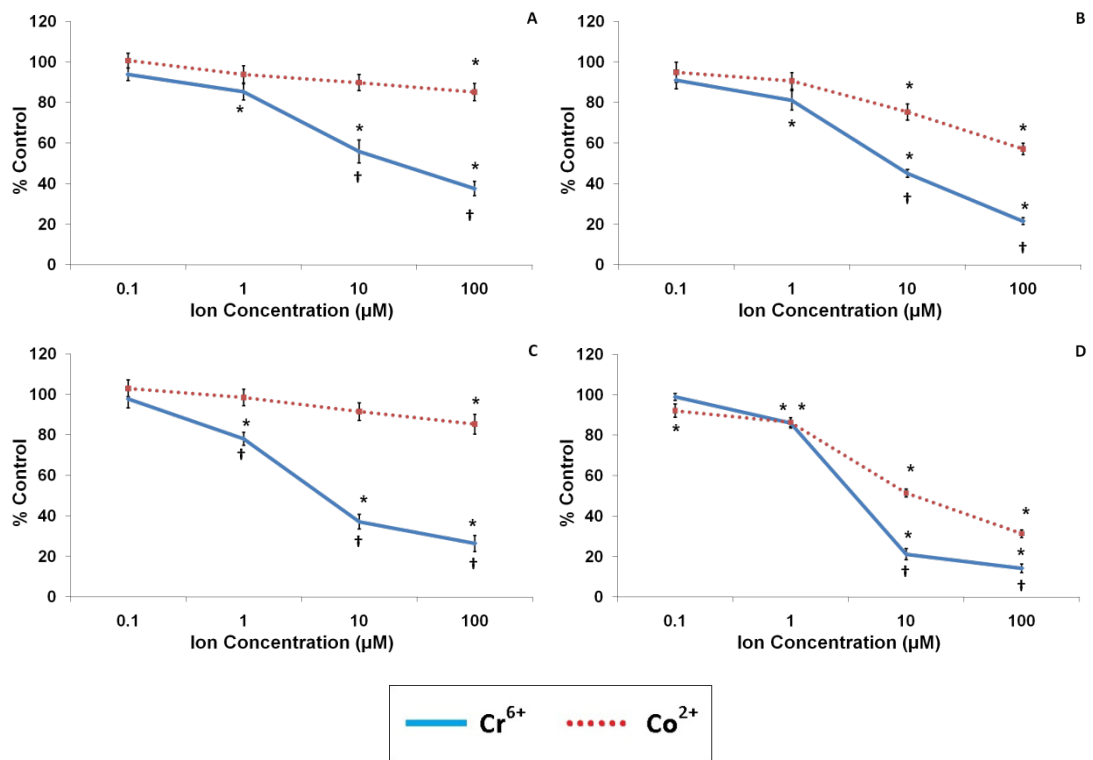 A
120
100
80
60
40
20
0
% Control
* * * * * † †
0.1 1 10 100
Ion Concentration (µM)
B
120
100
80
60
40
20
0
% Control
* * * * * † †
0.1 1 10 100
Ion Concentration (µM)
C
120
100
80
60
40
20
0
% Control
* * * * † † †
0.1 1 10 100
Ion Concentration (µM)
D
120
100
80
60
40
20
0
% Control
* * * * * * * † †
0.1 1 10 100
Ion Concentration (µM)
Cr⁶⁺ Co²⁺